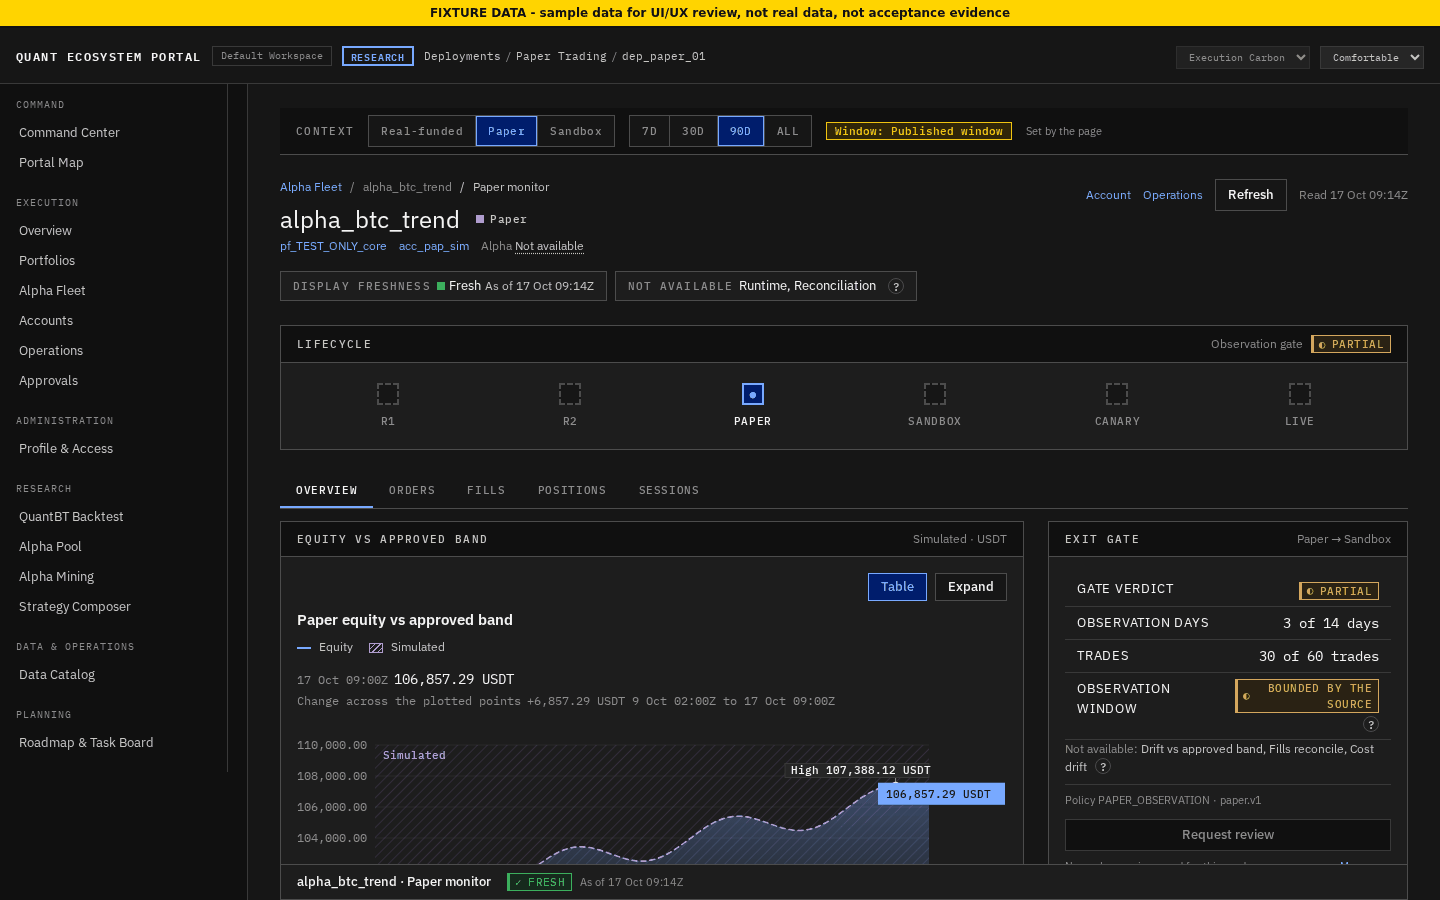 FIXTURE DATA - sample data for UI/UX review, not real data, not acceptance evidence
QUANT ECOSYSTEM PORTAL Default Workspace RESEARCH Deployments / Paper Trading / dep_paper_01 Execution Carbon Comfortable
COMMAND
Command Center
Portal Map
EXECUTION
Overview
Portfolios
Alpha Fleet
Accounts
Operations
Approvals
ADMINISTRATION
Profile & Access
RESEARCH
QuantBT Backtest
Alpha Pool
Alpha Mining
Strategy Composer
DATA & OPERATIONS
Data Catalog
PLANNING
Roadmap & Task Board
CONTEXT Real-funded Paper Sandbox 7D 30D 90D ALL Window: Published window Set by the page
Alpha Fleet / alpha_btc_trend / Paper monitor
Account Operations Refresh Read 17 Oct 09:14Z
alpha_btc_trend Paper
pf_TEST_ONLY_core acc_pap_sim Alpha Not available
DISPLAY FRESHNESS Fresh As of 17 Oct 09:14Z NOT AVAILABLE Runtime, Reconciliation ?
LIFECYCLE Observation gate PARTIAL
R1 R2 PAPER SANDBOX CANARY LIVE
OVERVIEW ORDERS FILLS POSITIONS SESSIONS
EQUITY VS APPROVED BAND Simulated · USDT
Table Expand
Paper equity vs approved band
Equity Simulated
17 Oct 09:00Z 106,857.29 USDT
Change across the plotted points +6,857.29 USDT 9 Oct 02:00Z to 17 Oct 09:00Z
110,000.00
Simulated
High 107,388.12 USDT
108,000.00
106,857.29 USDT
106,000.00
104,000.00
EXIT GATE Paper → Sandbox
GATE VERDICT PARTIAL
OBSERVATION DAYS 3 of 14 days
TRADES 30 of 60 trades
OBSERVATION WINDOW BOUNDED BY THE SOURCE ?
Not available: Drift vs approved band, Fills reconcile, Cost
drift ?
Policy PAPER_OBSERVATION · paper.v1
Request review
alpha_btc_trend · Paper monitor ✓ FRESH As of 17 Oct 09:14Z